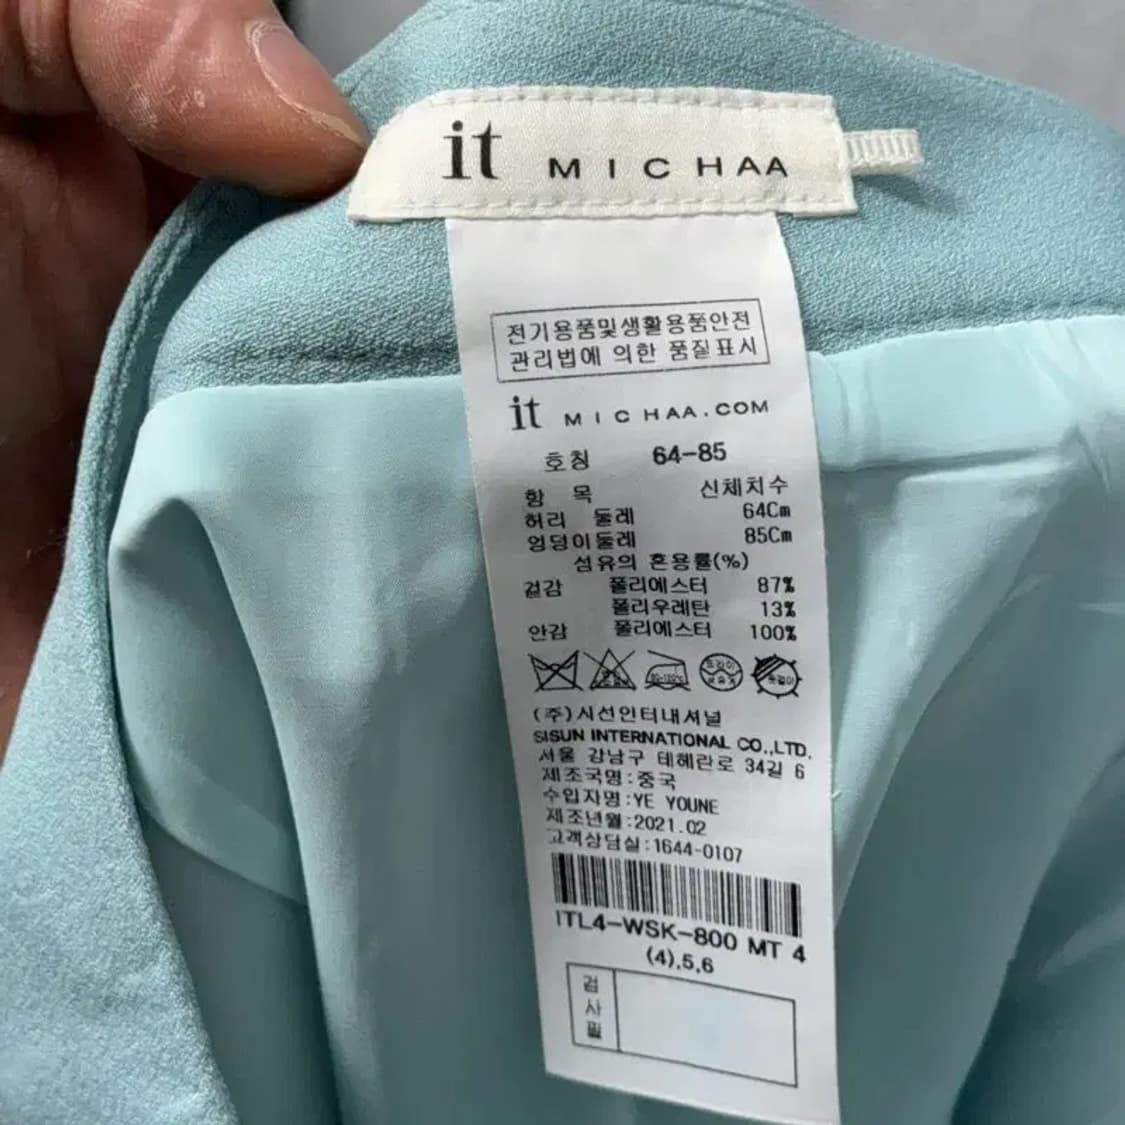 it MICHAA
전기용품및생활용품안전
관리법에 의한 품질표시
it MICHAA.COM
호칭 64-85
항 목 신체치수
허리 둘레 64Cm
엉덩이둘레 85Cm
섬유의 혼용률(%)
겉감 폴리에스터 87%
폴리우레탄 13%
안감 폴리에스터 100%
80-120℃ 드라이
(주)시선인터내셔널
SISUN INTERNATIONAL CO.,LTD.
서울 강남구 테헤란로 34길 6
제조국명:중국
수입자명:YE YOUNE
제조년월:2021.02
고객상담실:1644-0107
ITL4-WSK-800 MT 4
(4),5,6
검
사
필